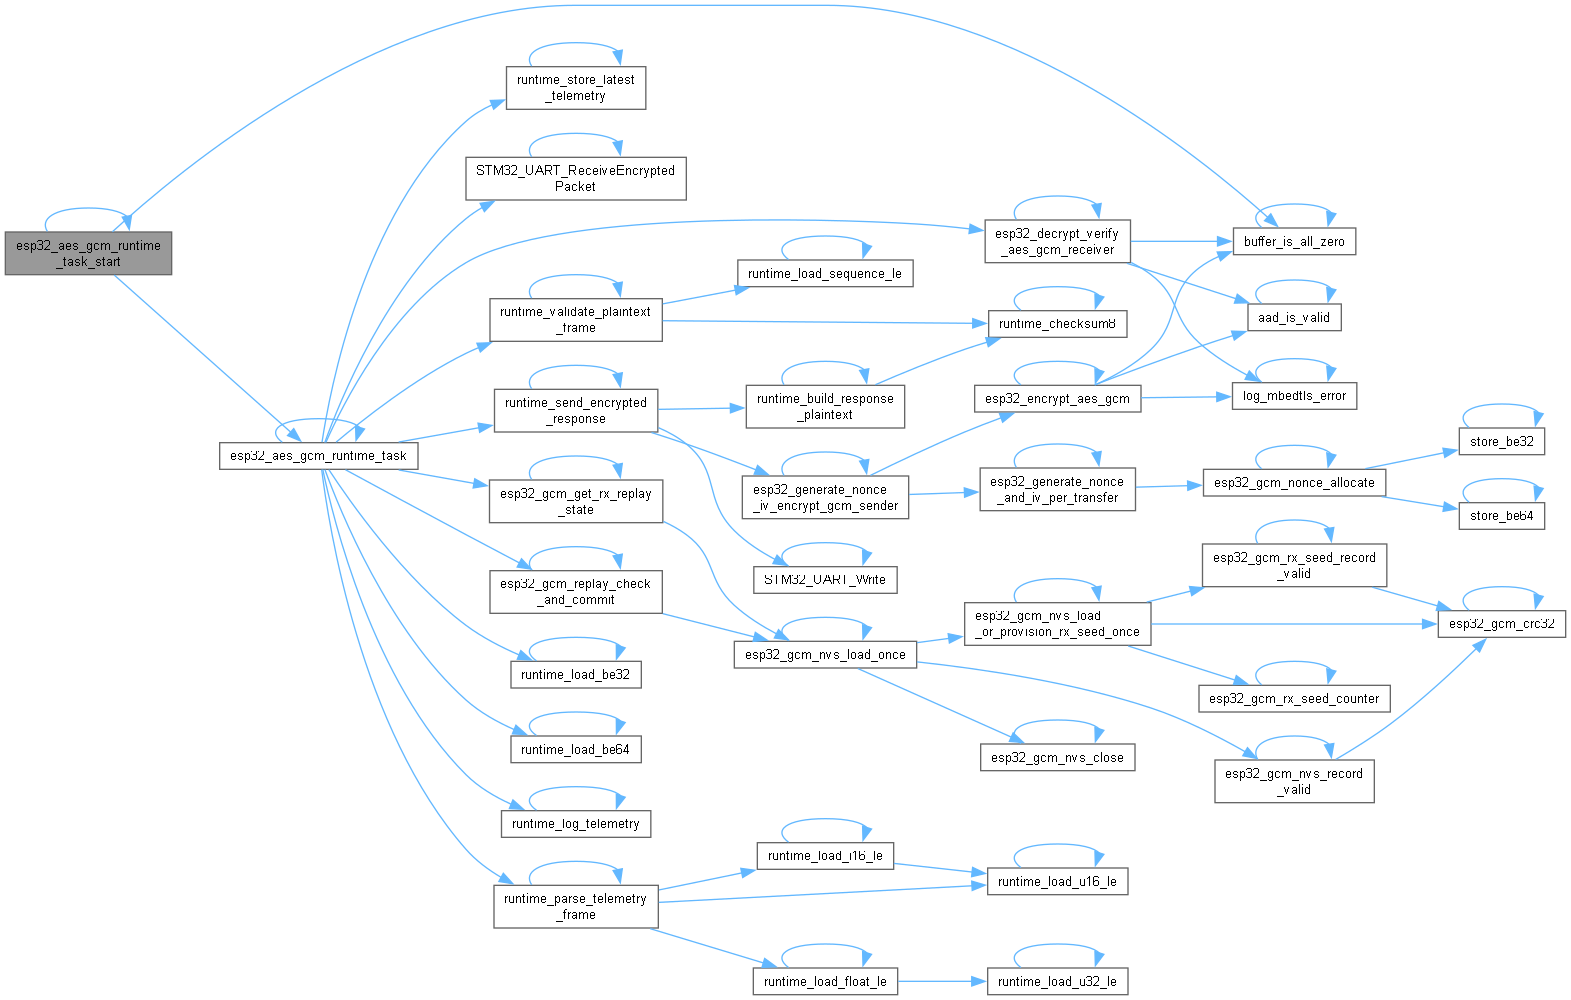 runtime_store_latest
_telemetry
STM32_UART_ReceiveEncrypted
Packet
esp32_aes_gcm_runtime
_task_start
esp32_decrypt_verify
_aes_gcm_receiver
buffer_is_all_zero
runtime_load_sequence_le
runtime_validate_plaintext
_frame
runtime_checksum8
aad_is_valid
runtime_send_encrypted
_response
runtime_build_response
_plaintext
esp32_encrypt_aes_gcm
log_mbedtls_error
esp32_aes_gcm_runtime_task
store_be32
esp32_gcm_get_rx_replay
_state
esp32_generate_nonce
_iv_encrypt_gcm_sender
esp32_generate_nonce
_and_iv_per_transfer
esp32_gcm_nonce_allocate
store_be64
esp32_gcm_replay_check
_and_commit
STM32_UART_Write
esp32_gcm_rx_seed_record
_valid
esp32_gcm_nvs_load
_or_provision_rx_seed_once
esp32_gcm_crc32
runtime_load_be32
esp32_gcm_nvs_load_once
esp32_gcm_rx_seed_counter
runtime_load_be64
esp32_gcm_nvs_close
esp32_gcm_nvs_record
_valid
runtime_log_telemetry
runtime_load_i16_le
runtime_load_u16_le
runtime_parse_telemetry
_frame
runtime_load_float_le
runtime_load_u32_le